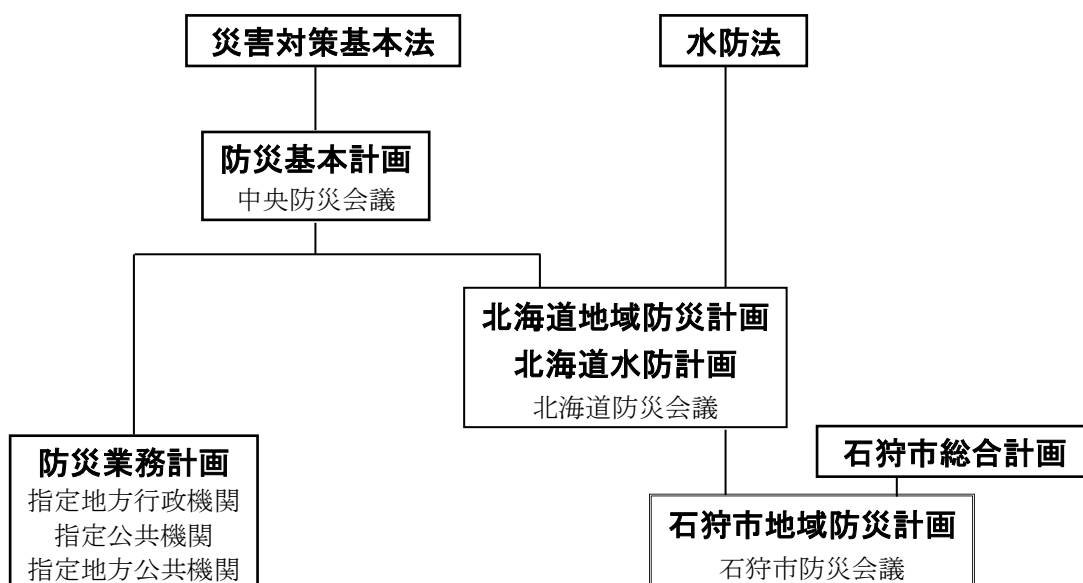 災害対策基本法
水防法
防災基本計画
中央防災会議
北海道地域防災計画
北海道水防計画
北海道防災会議
防災業務計画
指定地方行政機関
指定公共機関
指定地方公共機関
石狩市総合計画
石狩市地域防災計画
石狩市防災会議